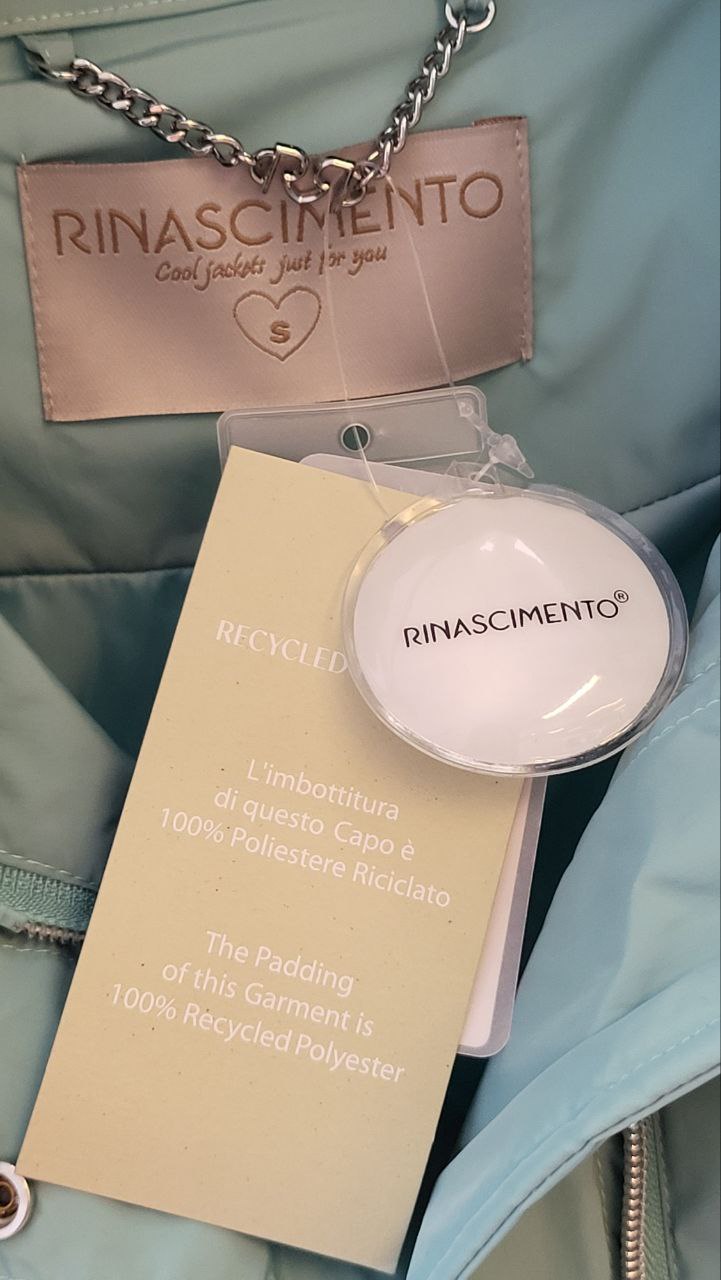 RINASCIMENTO
Cool jackets just for you
S
RINASCIMENTO®
RECYCLED
L'imbottitura
di questo Capo è
100% Poliestere Riciclato
The Padding
of this Garment is
100% Recycled Polyester